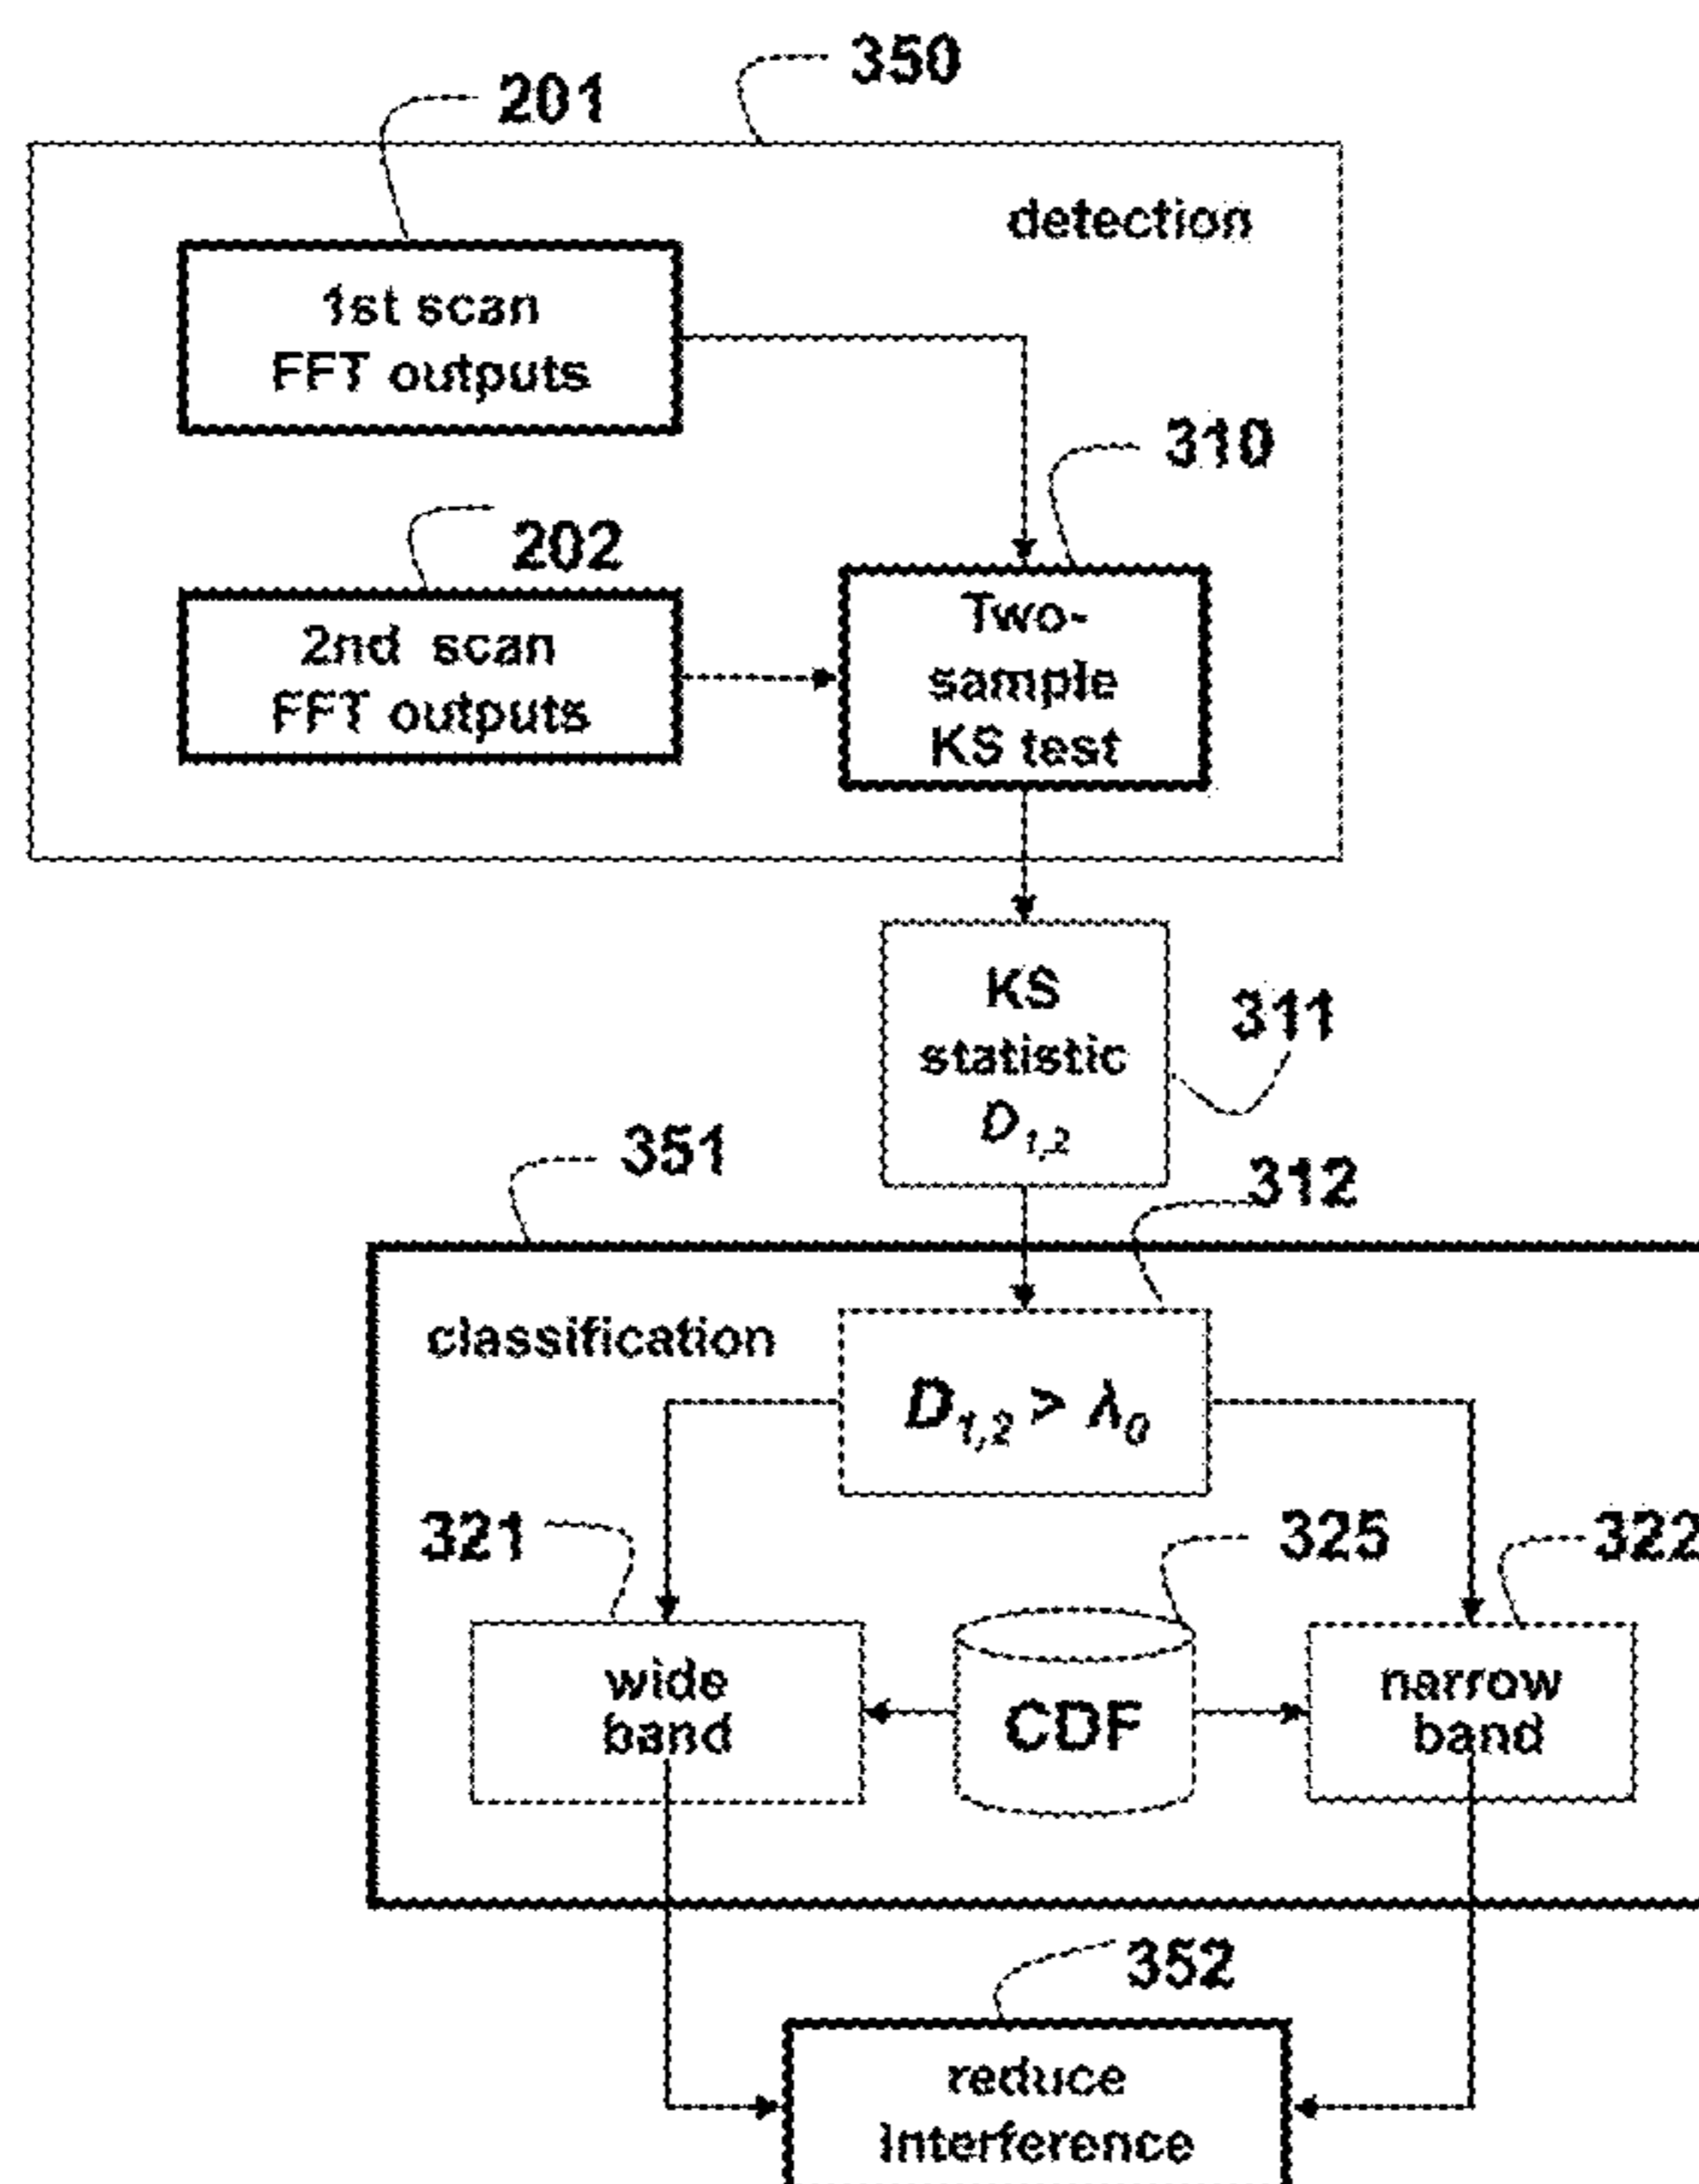 350
201
detection
1st scan
FFT outputs
310
202
Two-
sample
KS test
2nd scan
FFT outputs
KS
statistic
D1,2
311
351
312
classification
D1,2 > λ0
321
325
322
wide
band
CDF
narrow
band
352
reduce
Interference